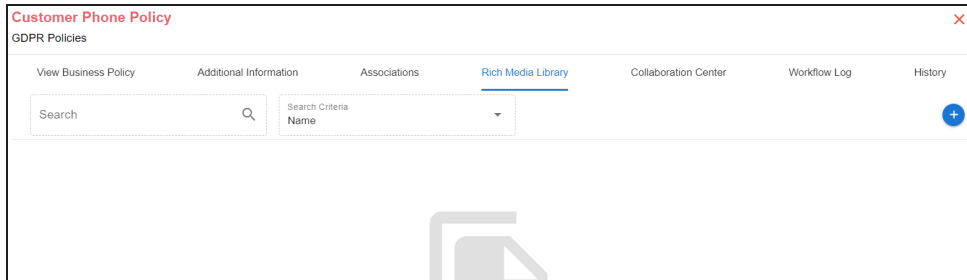 Customer Phone Policy
GDPR Policies
View Business Policy Additional Information Associations Rich Media Library Collaboration Center Workflow Log History
Search
Search Criteria
Name